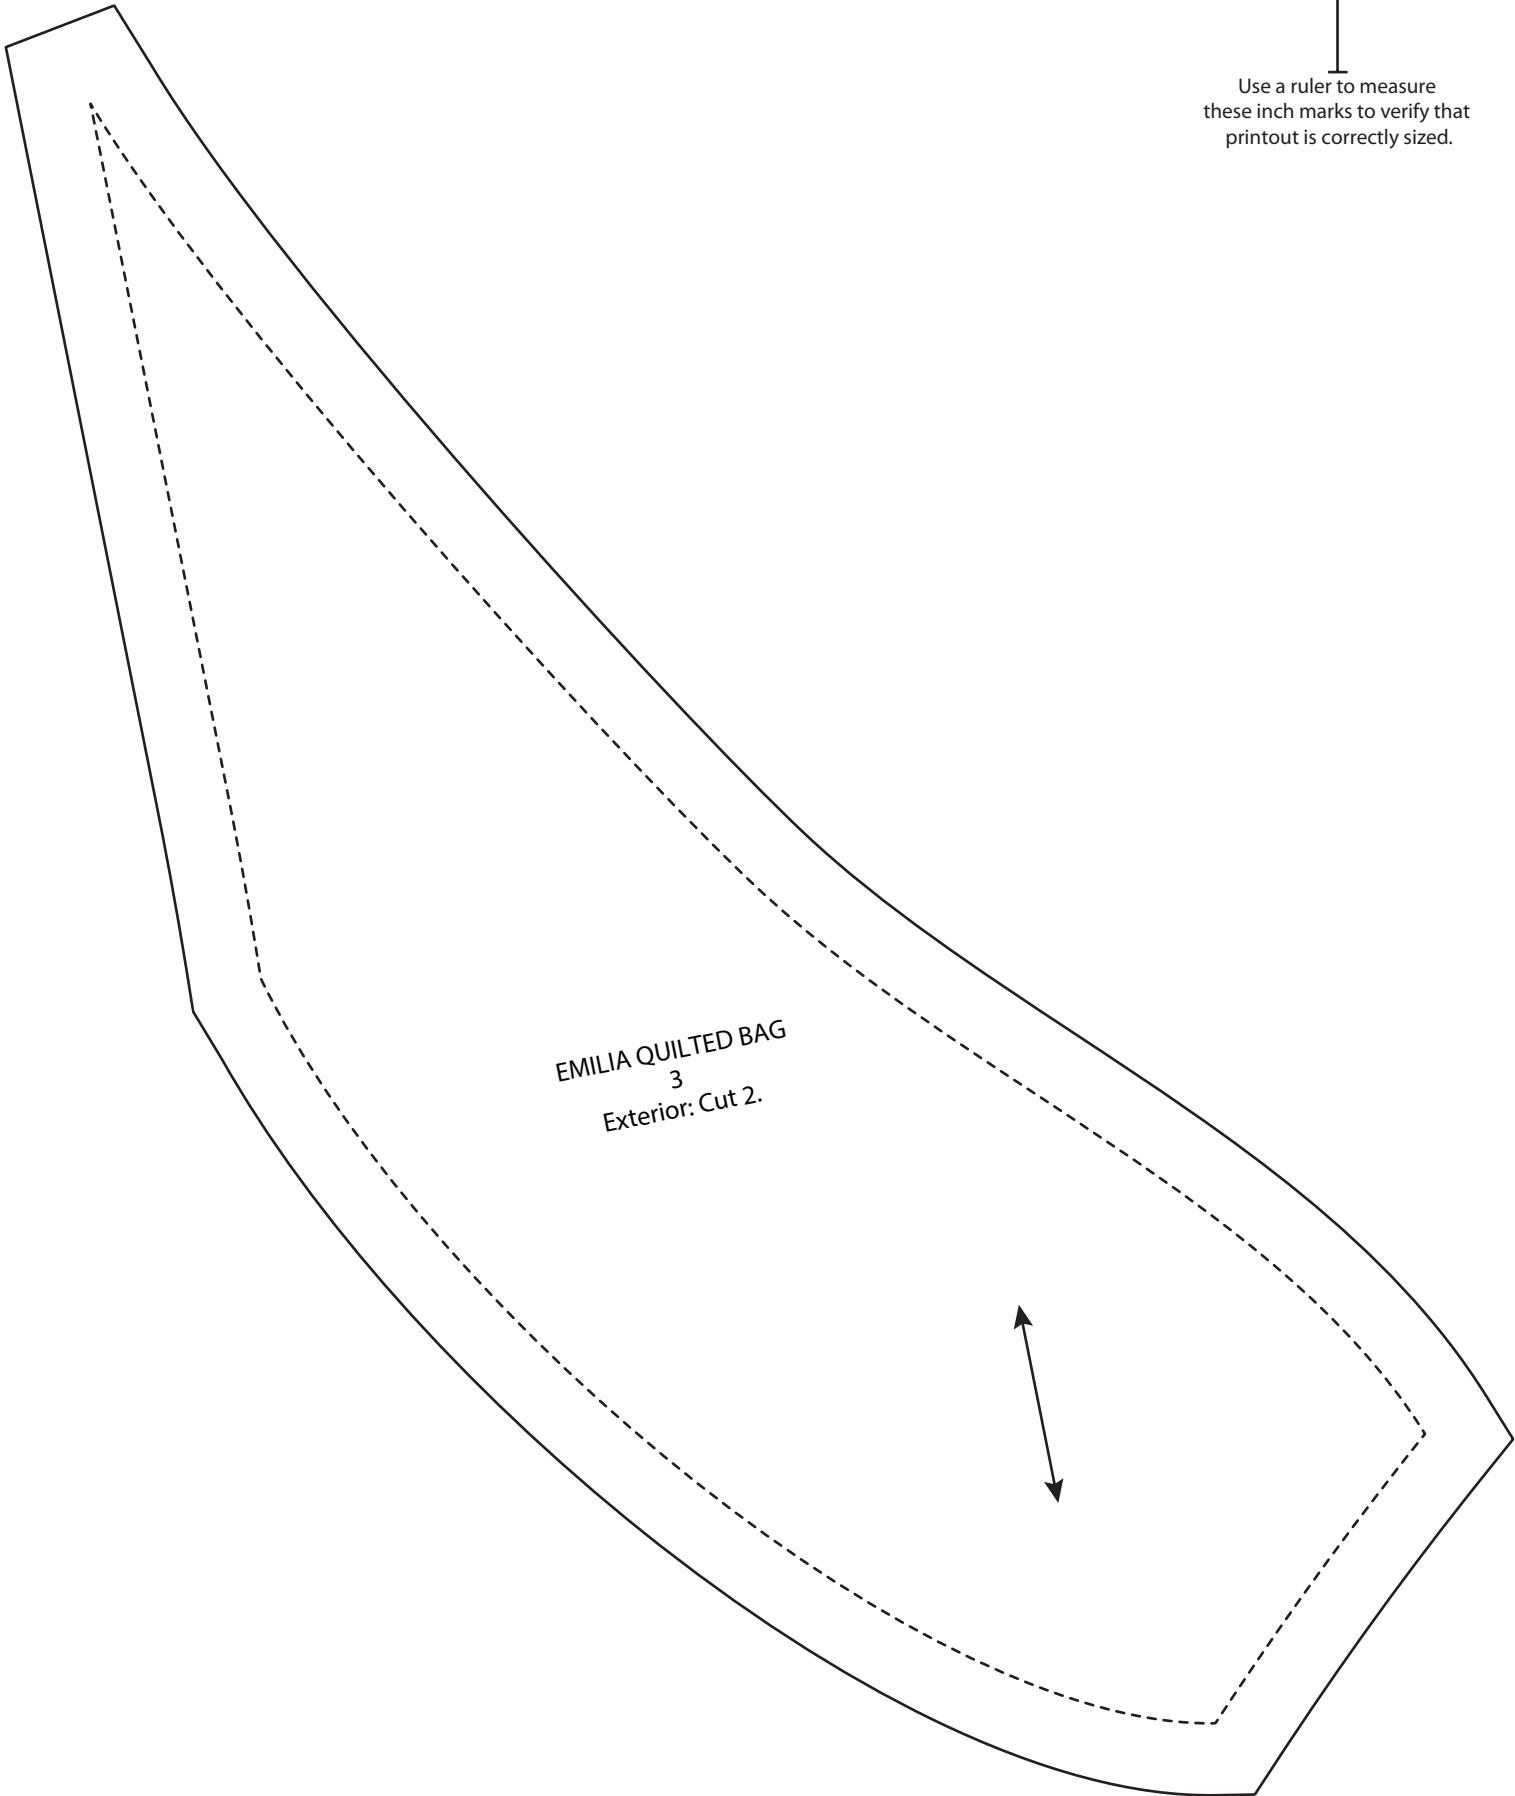 Use a ruler to measure
these inch marks to verify that
printout is correctly sized.
EMILIA QUILTED BAG
3
Exterior: Cut 2.